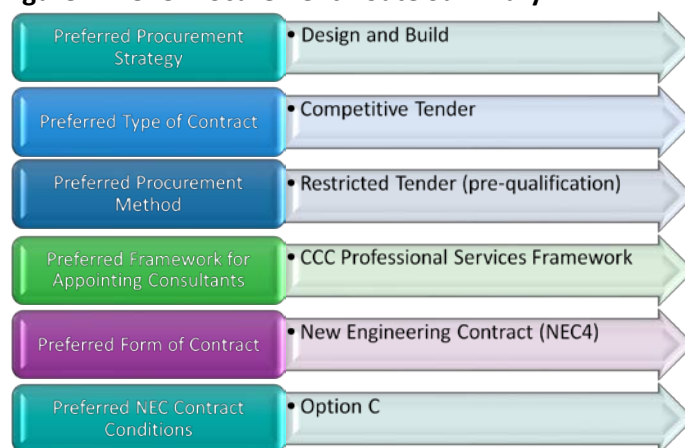 Preferred Procurement
Strategy
• Design and Build
Preferred Type of Contract
• Competitive Tender
Preferred Procurement
Method
• Restricted Tender (pre-qualification)
Preferred Framework for
Appointing Consultants
• CCC Professional Services Framework
Preferred Form of Contract
• New Engineering Contract (NEC4)
Preferred NEC Contract
Conditions
• Option C